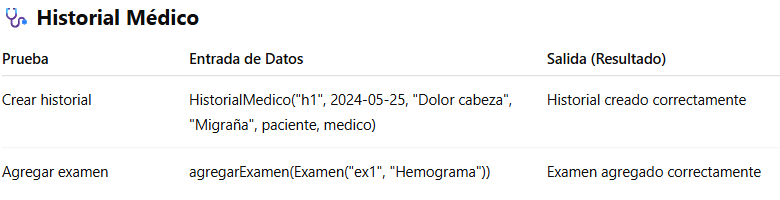 Historial Médico
Prueba Entrada de Datos Salida (Resultado)
Crear historial HistorialMedico("h1", 2024-05-25, "Dolor cabeza", Historial creado correctamente
"Migraña", paciente, medico)
Agregar examen agregarExamen(Examen("ex1", "Hemograma")) Examen agregado correctamente